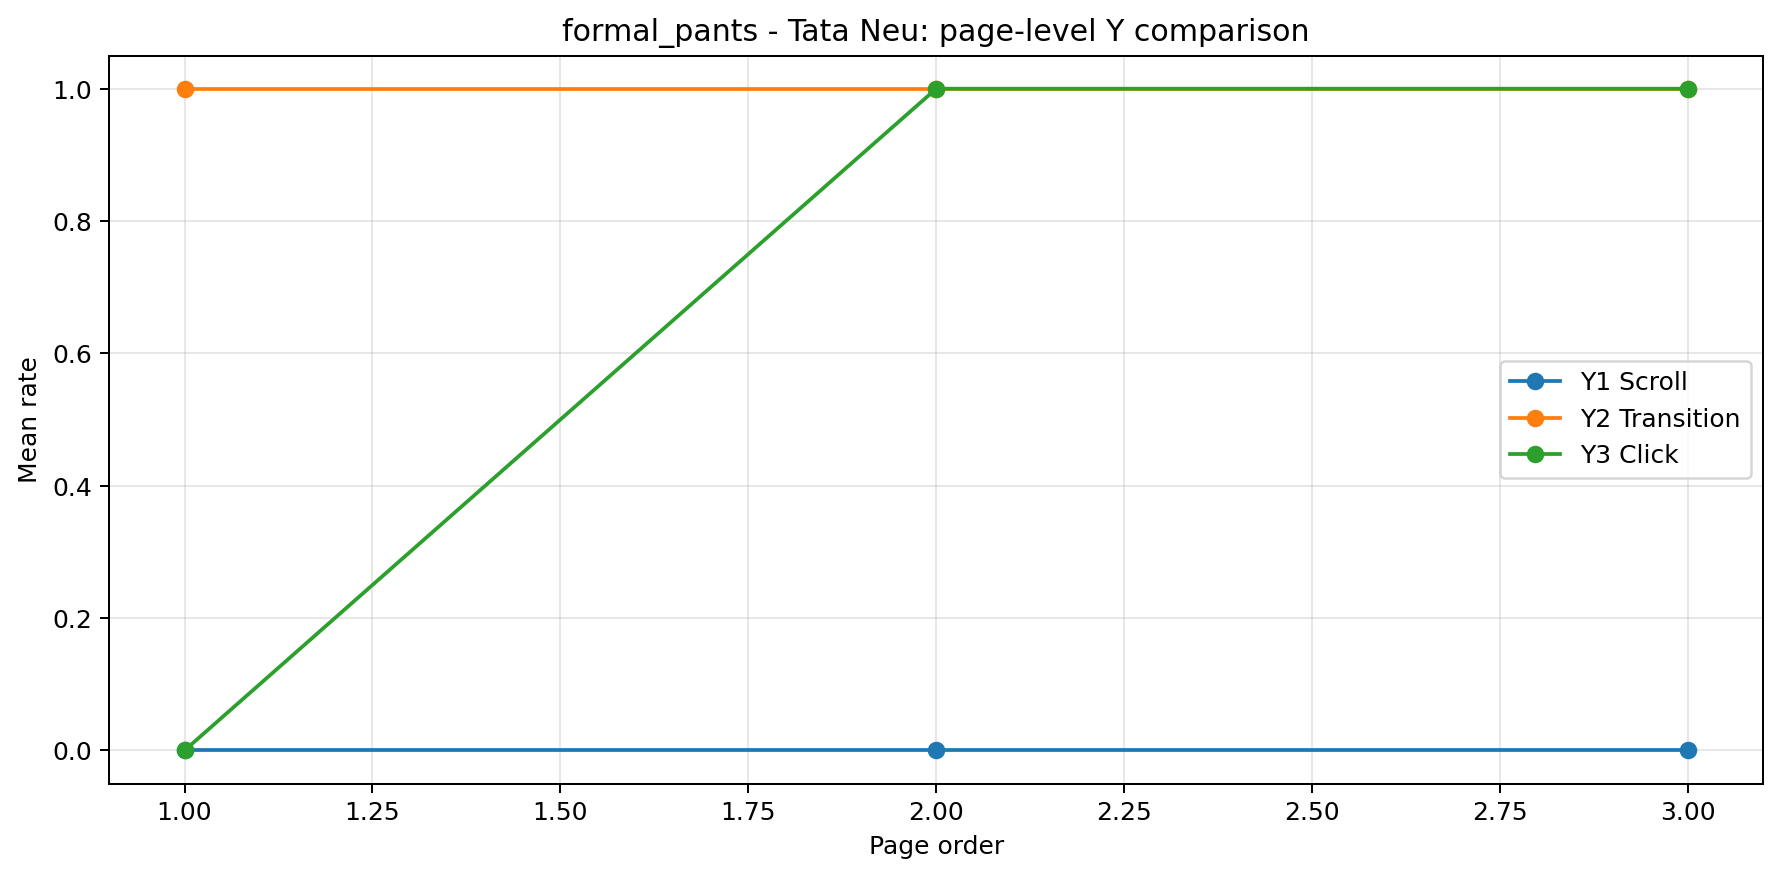 formal_pants - Tata Neu: page-level Y comparison
1.0
0.8
0.6
0.4
0.2
0.0
Mean rate
Y1 Scroll
Y2 Transition
Y3 Click
1.00 1.25 1.50 1.75 2.00 2.25 2.50 2.75 3.00
Page order